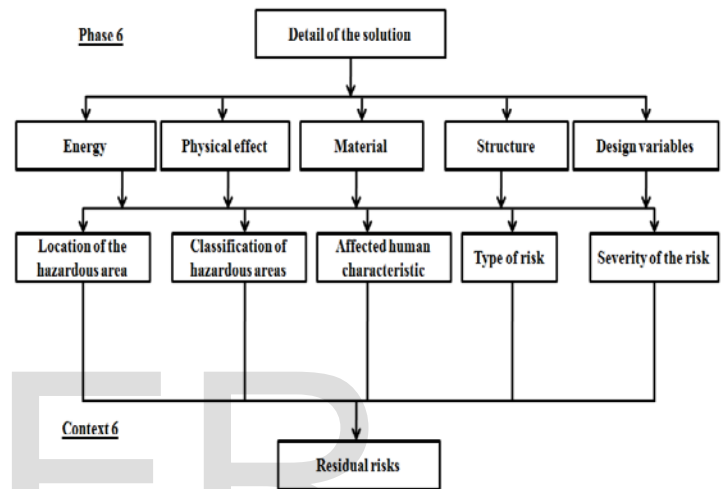 Phase 6
Detail of the solution
Energy
Physical effect
Material
Structure
Design variables
Location of the
hazardous area
Classification of
hazardous areas
Affected human
characteristic
Type of risk
Severity of the risk
Context 6
Residual risks
ER